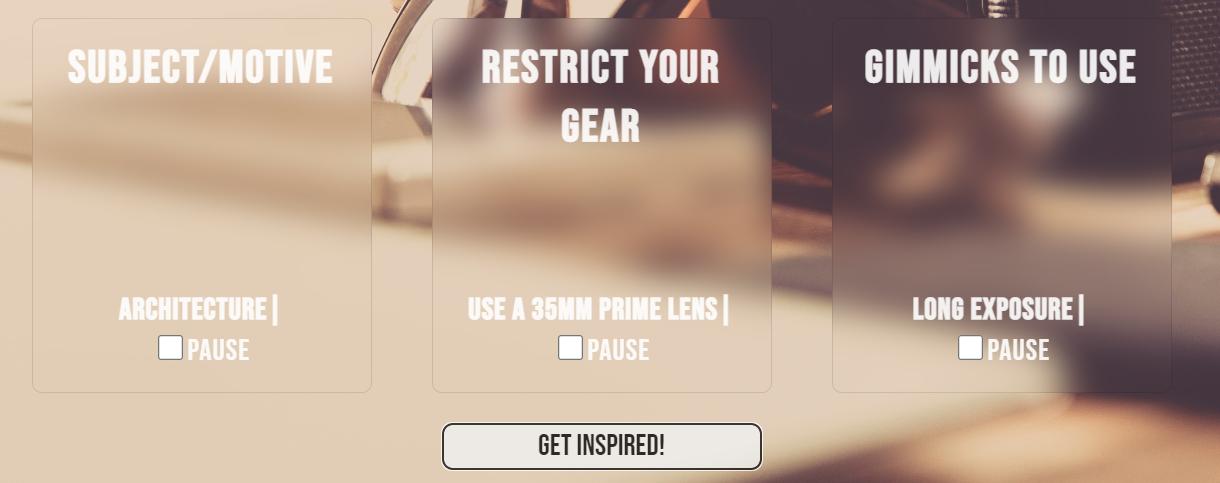 SUBJECT/MOTIVE
ARCHITECTURE|
PAUSE
RESTRICT YOUR
GEAR
USE A 35MM PRIME LENS|
PAUSE
GIMMICKS TO USE
LONG EXPOSURE|
PAUSE
GET INSPIRED!